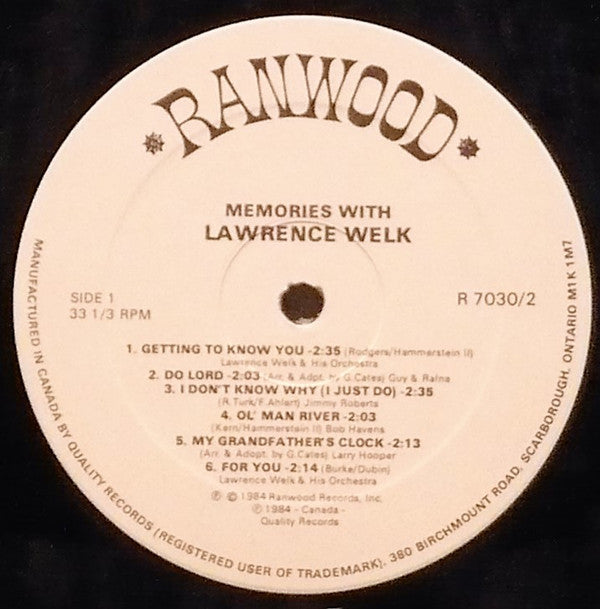 RANWOOD
MEMORIES WITH
LAWRENCE WELK
SIDE 1
33 1/3 RPM
R 7030/2
1. GETTING TO KNOW YOU -2:35 (Rodgers/Hammerstein II)
Lawrence Welk & His Orchestra
2. DO LORD -2:03 (Arr. & Adpt. by G.Cates) Guy & Ralna
3. I DON'T KNOW WHY (I JUST DO) -2:35
(R.Turk/F.Ahlert) Jimmy Roberts
4. OL' MAN RIVER -2:03
(Kern/Hammerstein II) Bob Havens
5. MY GRANDFATHER'S CLOCK -2:13
(Arr. & Adopt. by G.Cates) Larry Hooper
6. FOR YOU -2:14 (Burke/Dubin)
Lawrence Welk & His Orchestra
℗ © 1984 Ranwood Records, Inc.
℗ 1984 - Canada -
Quality Records
MANUFACTURED IN CANADA BY QUALITY RECORDS (REGISTERED USER OF TRADEMARK), 380 BIRCHMOUNT ROAD, SCARBOROUGH, ONTARIO M1K 1M7